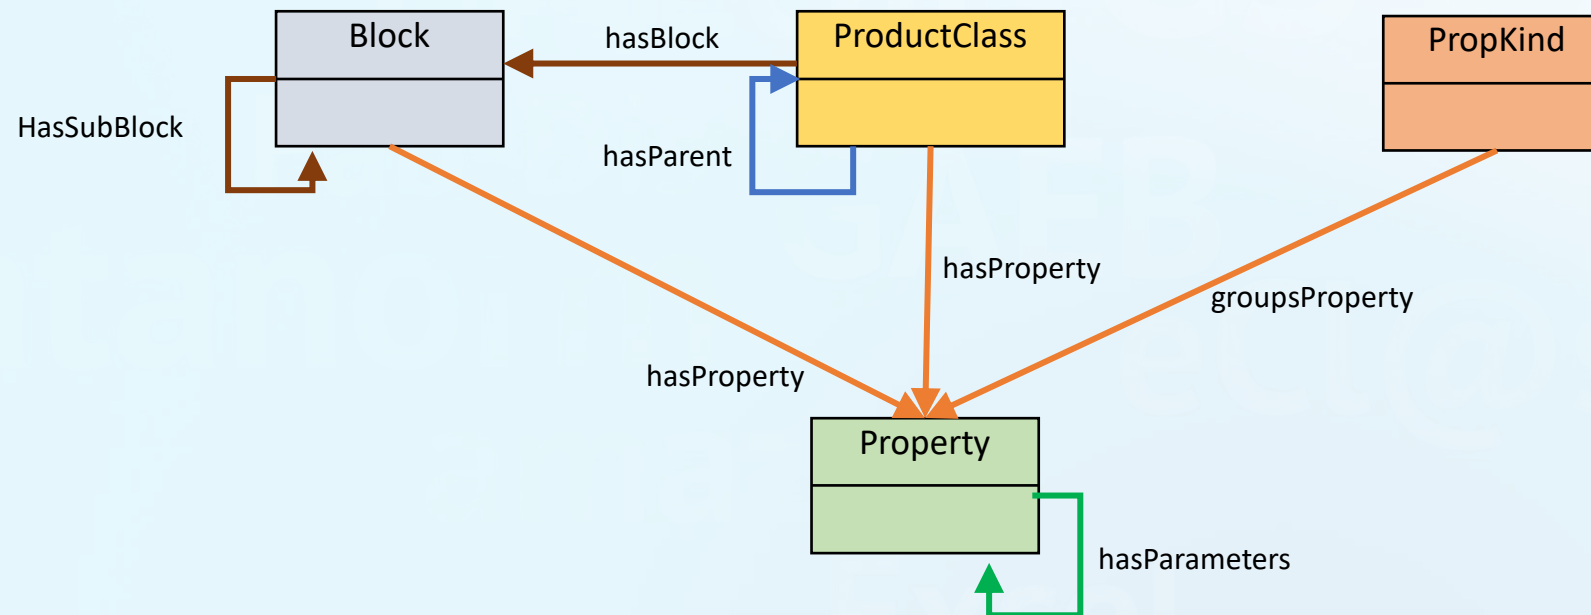 Block
hasBlock
ProductClass
PropKind
HasSubBlock
hasParent
hasProperty
groupsProperty
hasProperty
Property
hasParameters